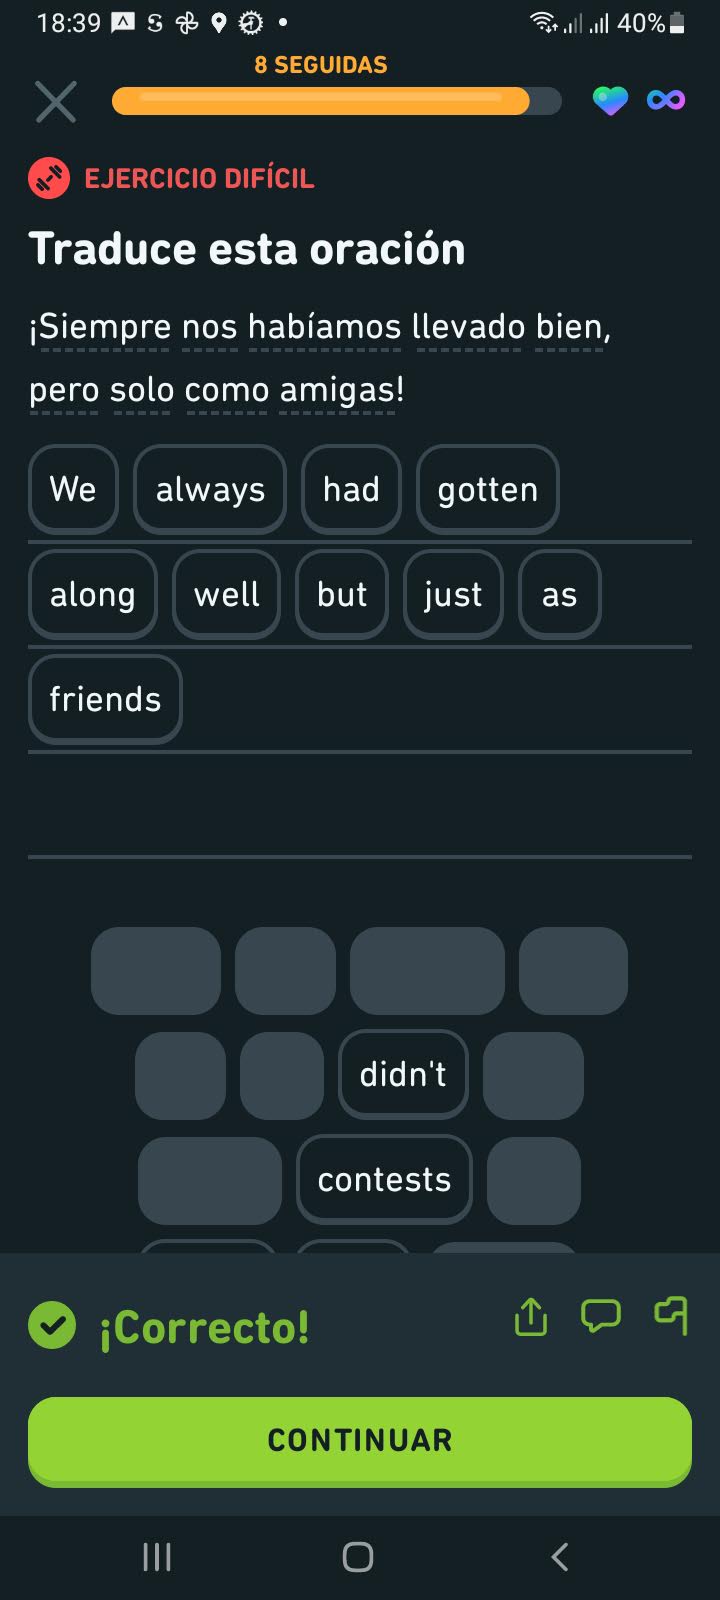 18:39
40%
8 SEGUIDAS
EJERCICIO DIFÍCIL
Traduce esta oración
¡Siempre nos habíamos llevado bien,
pero solo como amigas!
We always had gotten
along well but just as
friends
didn't
contests
¡Correcto!
CONTINUAR